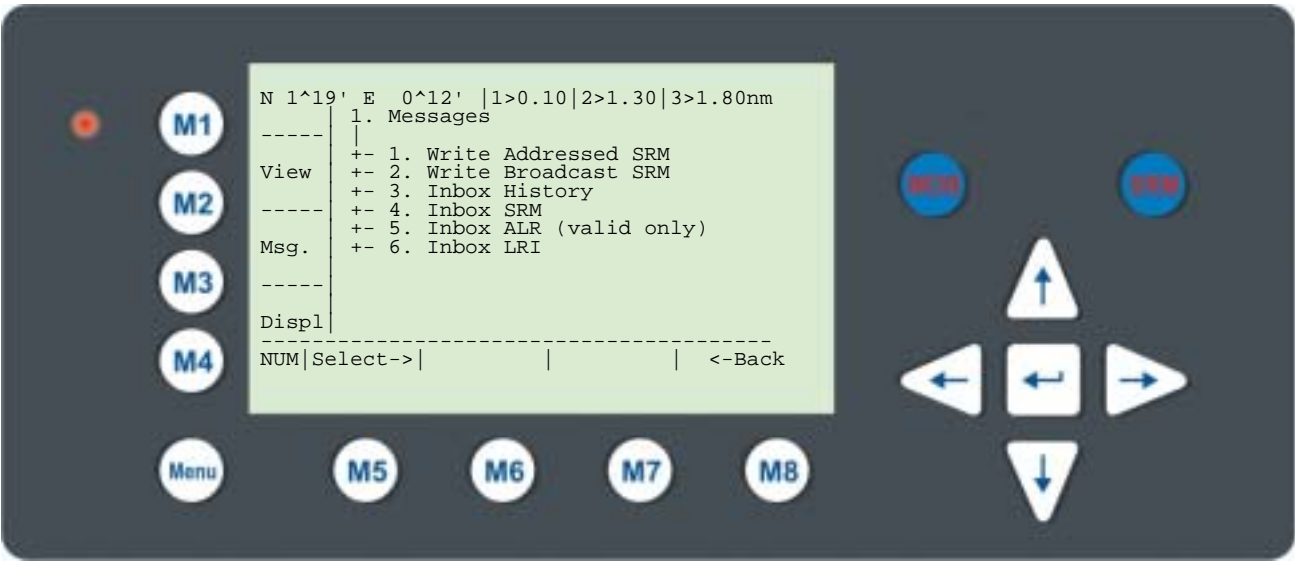 N 1^19' E 0^12' |1>0.10|2>1.30|3>1.80nm
1. Messages
-----
+- 1. Write Addressed SRM
View +- 2. Write Broadcast SRM
+- 3. Inbox History
----- +- 4. Inbox SRM
+- 5. Inbox ALR (valid only)
Msg. +- 6. Inbox LRI
-----
Displ
----------------------------------------
NUM|Select->| | | <-Back
M1
M2
M3
M4
Menu
M5 M6 M7 M8